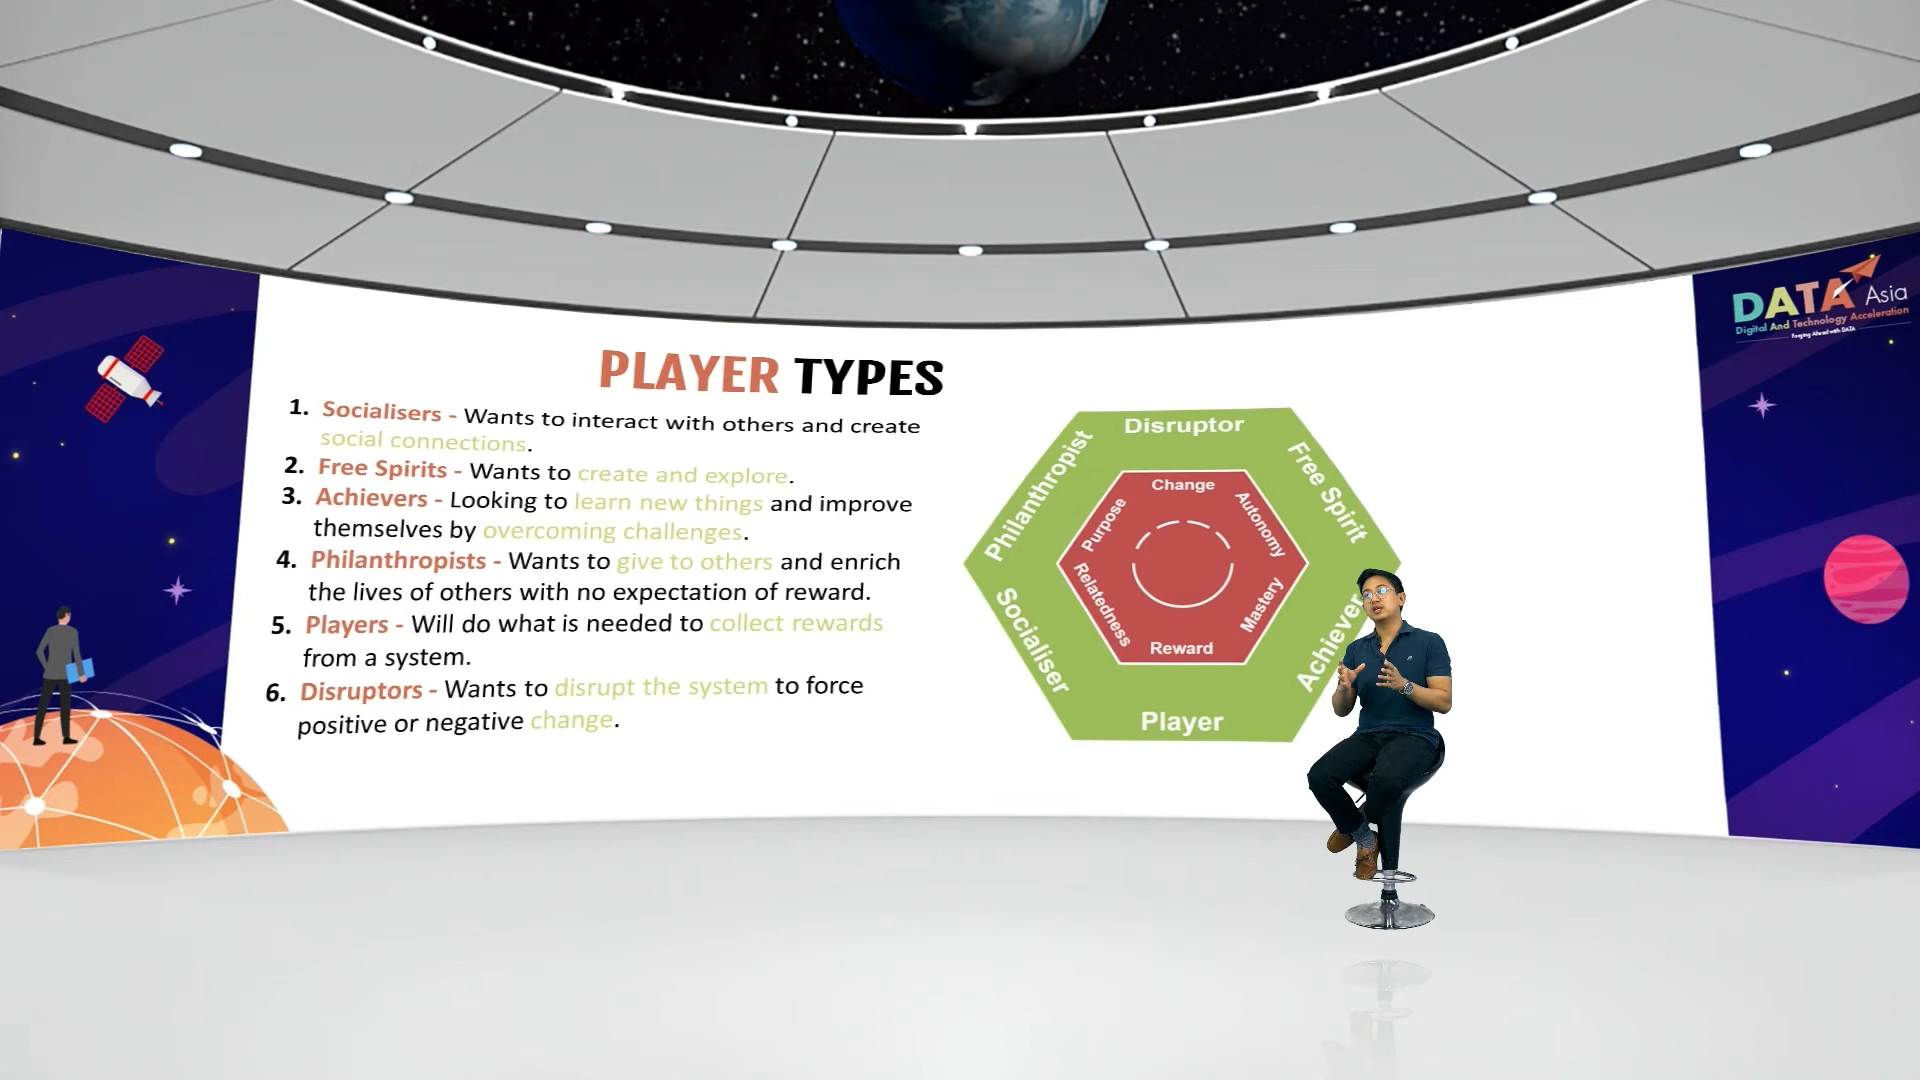 DATA Asia
Digital And Technology Acceleration
Forging Ahead with DATA
PLAYER TYPES
1. Socialisers - Wants to interact with others and create
social connections.
2. Free Spirits - Wants to create and explore.
3. Achievers - Looking to learn new things and improve
themselves by overcoming challenges.
4. Philanthropists - Wants to give to others and enrich
the lives of others with no expectation of reward.
5. Players - Will do what is needed to collect rewards
from a system.
6. Disruptors - Wants to disrupt the system to force
positive or negative change.
Disruptor
Philanthropist
Free Spirit
Change
Purpose
Autonomy
Relatedness
Mastery
Reward
Socialiser
Achiever
Player